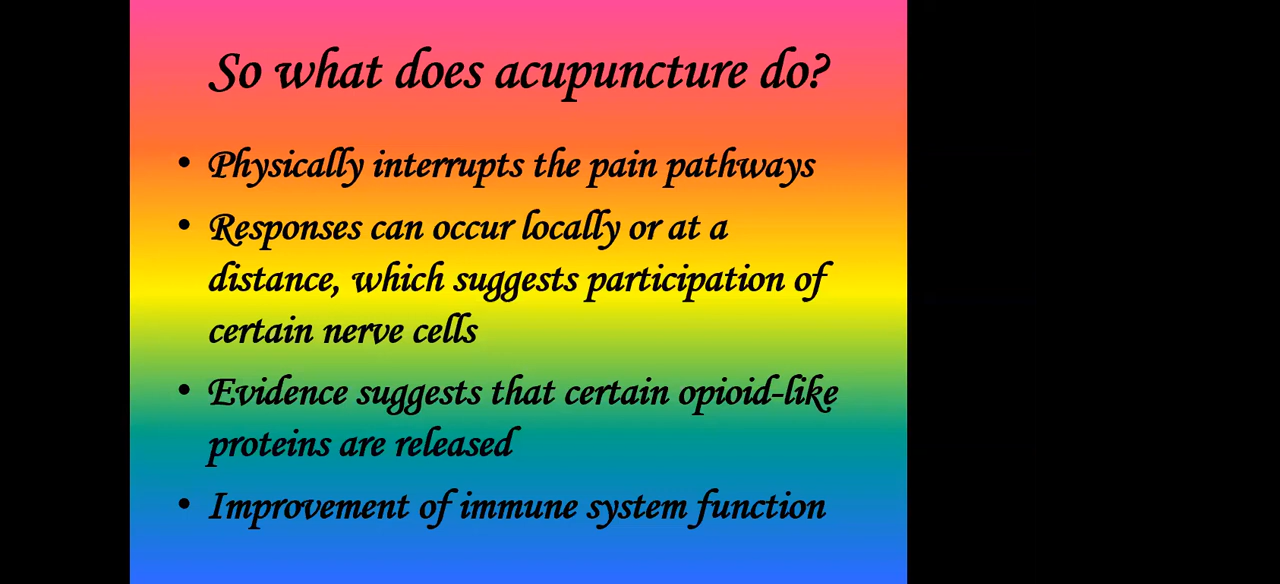 So what does acupuncture do?
• Physically interrupts the pain pathways
• Responses can occur locally or at a
distance, which suggests participation of
certain nerve cells
• Evidence suggests that certain opioid-like
proteins are released
• Improvement of immune system function